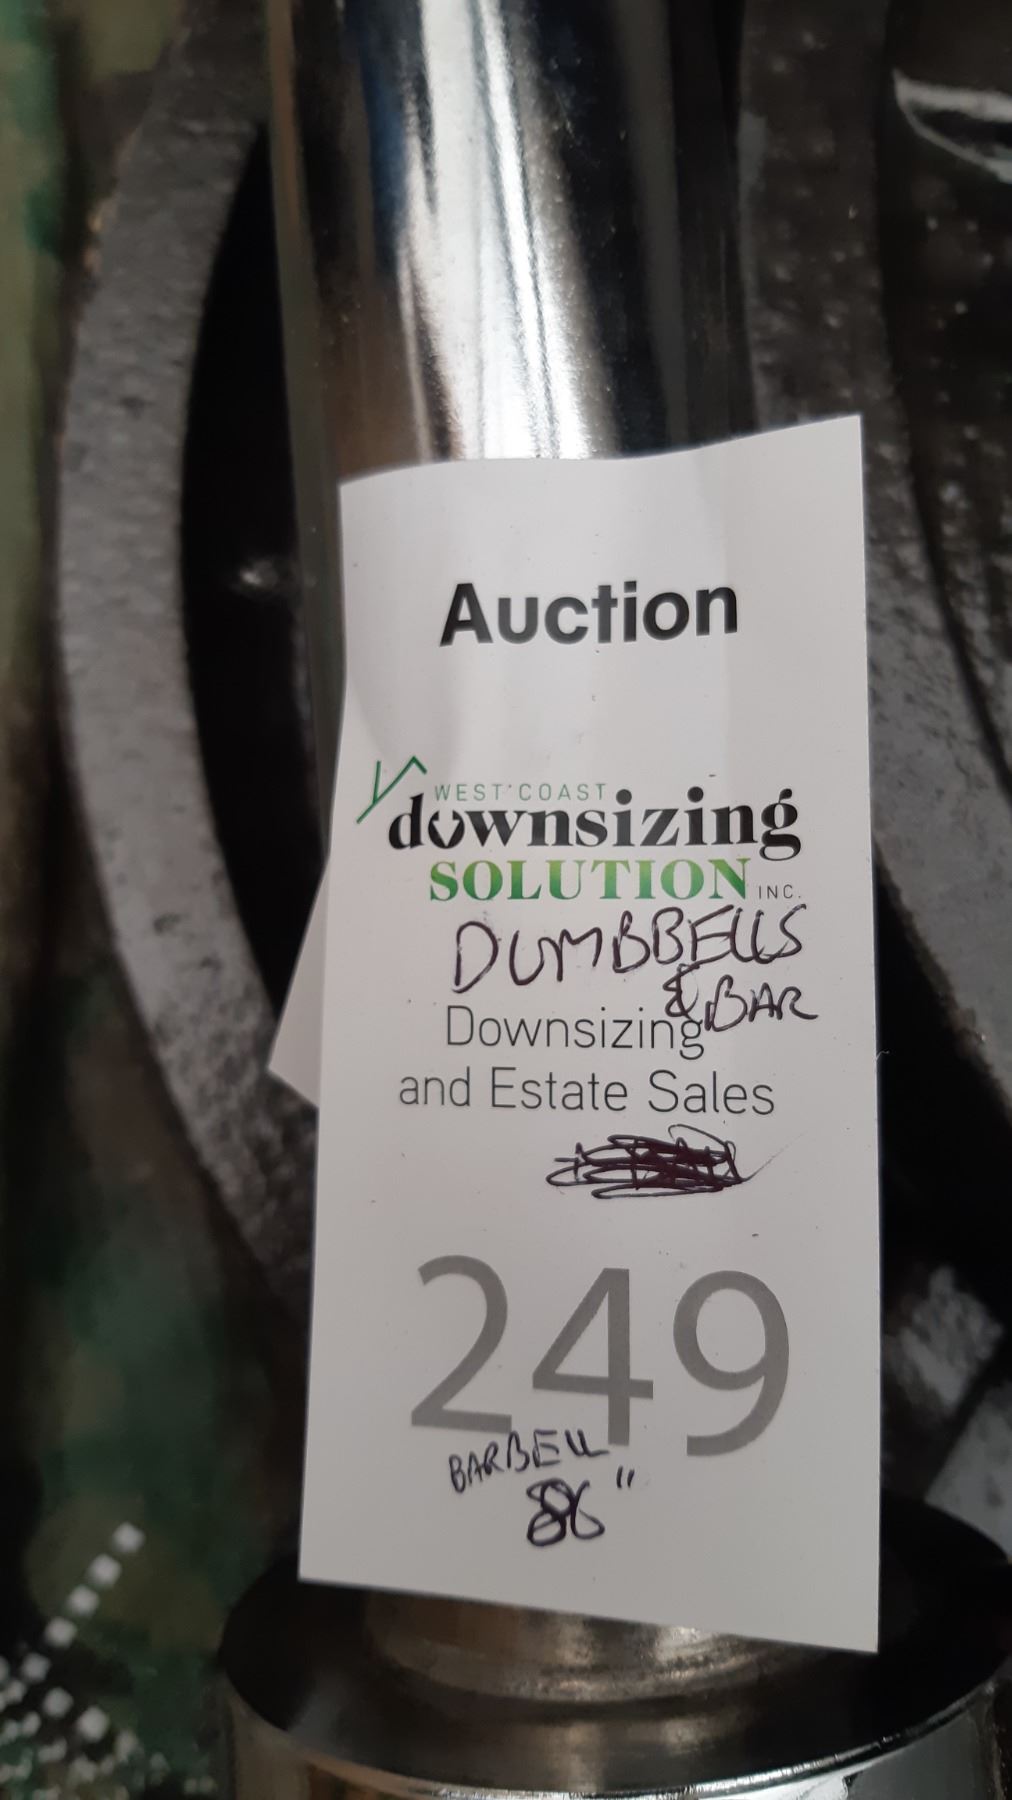 Auction
WEST COAST
downsizing
SOLUTION INC.
DUMBBELLS
& BAR
Downsizing
and Estate Sales
249
BARBELL
86"